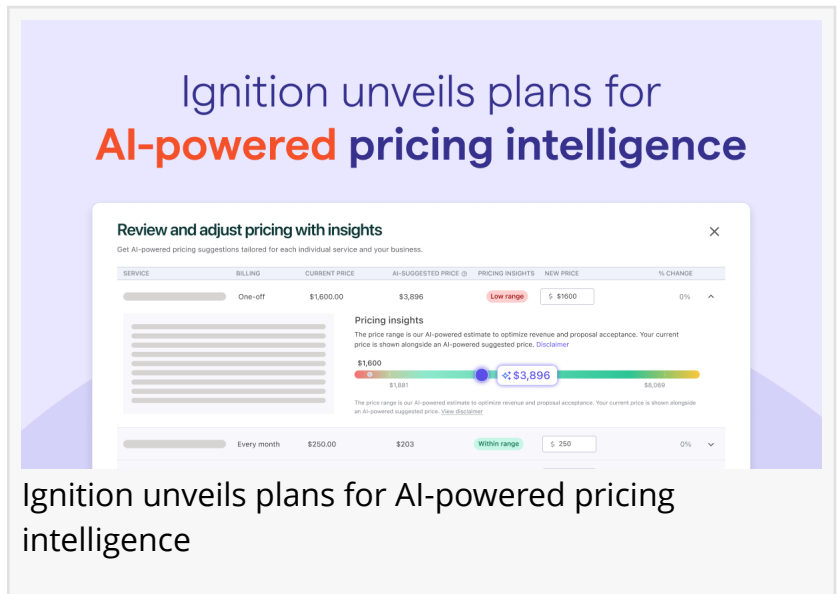 Ignition unveils plans for
AI-powered pricing intelligence
Review and adjust pricing with insights
Get AI-powered pricing suggestions tailored for each individual service and your business.
SERVICE BILLING CURRENT PRICE AI-SUGGESTED PRICE PRICING INSIGHTS NEW PRICE % CHANGE
One-off $1,600.00 $3,896 Low range $ $1600 0%
Pricing insights
The price range is our AI-powered estimate to optimize revenue and proposal acceptance. Your current
price is shown alongside an AI-powered suggested price. Disclaimer
$1,600
$3,896
$1,881 $8,069
The price range is our AI-powered estimate to optimize revenue and proposal acceptance. Your current price is shown alongside
an AI-powered suggested price. View disclaimer
Every month $250.00 $203 Within range $ 250 0%
Ignition unveils plans for AI-powered pricing
intelligence